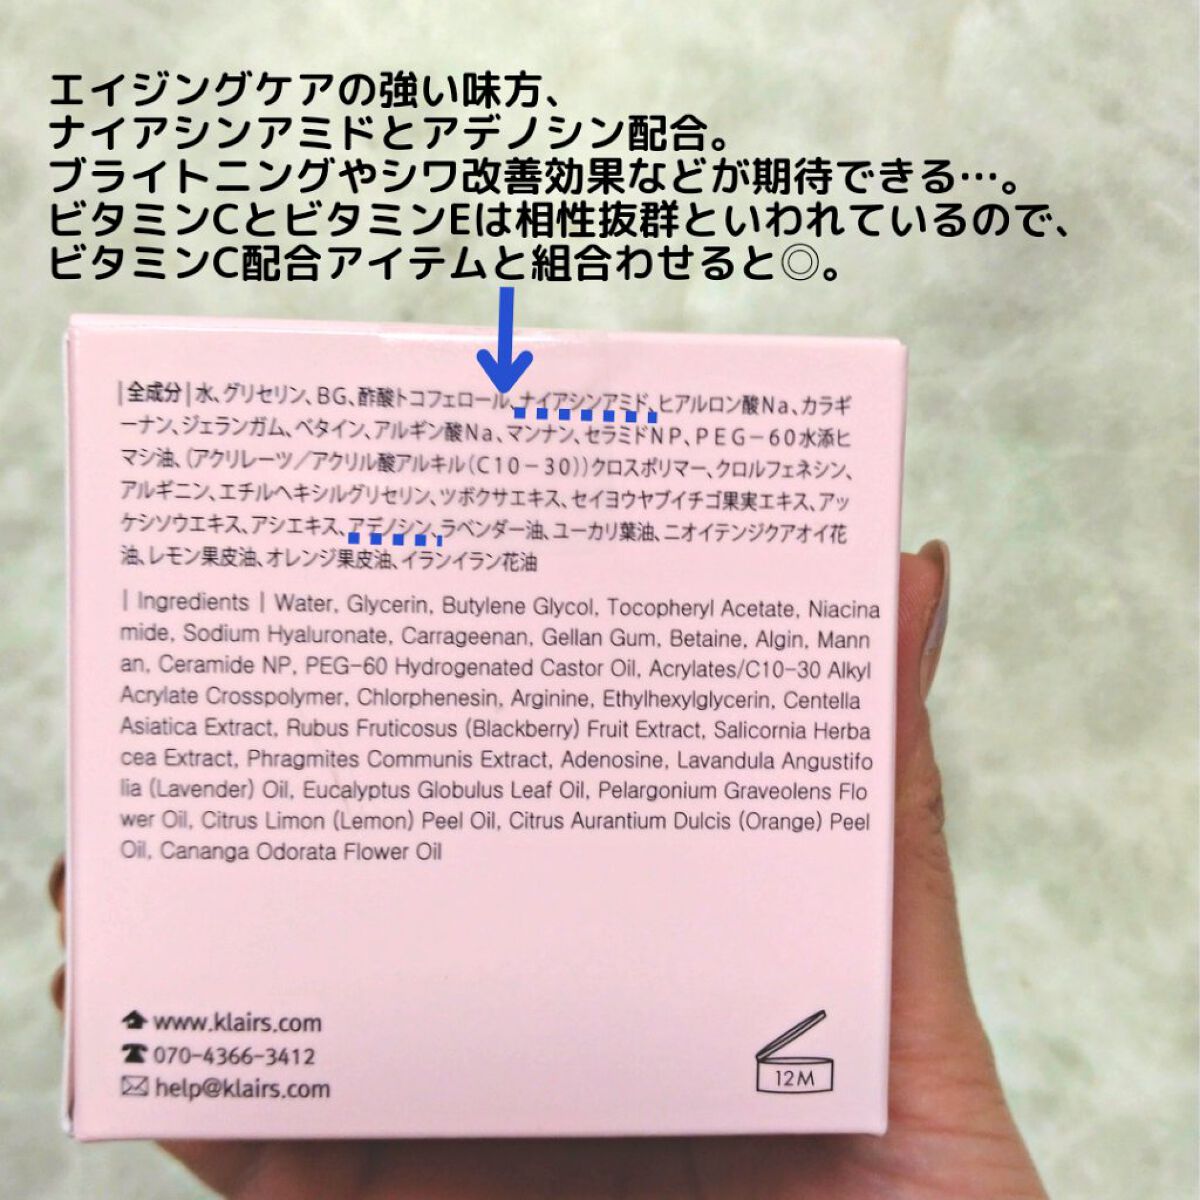 エイジングケアの強い味方、
ナイアシンアミドとアデノシン配合。
ブライトニングやシワ改善効果などが期待できる…。
ビタミンCとビタミンEは相性抜群といわれているので、
ビタミンC配合アイテムと組合わせると◎。
|全成分|水、グリセリン、BG、酢酸トコフェロール、ナイアシンアミド、ヒアルロン酸Na、カラギ
ーナン、ジェランガム、ベタイン、アルギン酸Na、マンナン、セラミドNP、PEG－60水添ヒ
マシ油、(アクリレーツ／アクリル酸アルキル(C10－30))クロスポリマー、クロルフェネシン、
アルギニン、エチルヘキシルグリセリン、ツボクサエキス、セイヨウヤブイチゴ果実エキス、アッ
ケシソウエキス、アシエキス、アデノシン、ラベンダー油、ユーカリ葉油、ニオイテンジクアオイ花
油、レモン果皮油、オレンジ果皮油、イランイラン花油
| Ingredients | Water, Glycerin, Butylene Glycol, Tocopheryl Acetate, Niacina
mide, Sodium Hyaluronate, Carrageenan, Gellan Gum, Betaine, Algin, Mann
an, Ceramide NP, PEG-60 Hydrogenated Castor Oil, Acrylates/C10-30 Alkyl
Acrylate Crosspolymer, Chlorphenesin, Arginine, Ethylhexylglycerin, Centella
Asiatica Extract, Rubus Fruticosus (Blackberry) Fruit Extract, Salicornia Herba
cea Extract, Phragmites Communis Extract, Adenosine, Lavandula Angustifo
lia (Lavender) Oil, Eucalyptus Globulus Leaf Oil, Pelargonium Graveolens Flo
wer Oil, Citrus Limon (Lemon) Peel Oil, Citrus Aurantium Dulcis (Orange) Peel
Oil, Cananga Odorata Flower Oil
www.klairs.com
070-4366-3412
help@klairs.com
12M